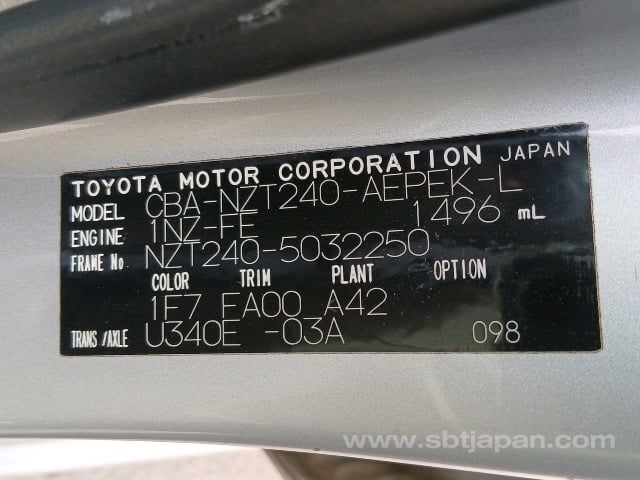 TOYOTA MOTOR CORPORATION JAPAN
MODEL CBA-NZT240-AEPEK-L
ENGINE 1NZ-FE 1496 mL
FRAME No NZT240-5032250
COLOR TRIM PLANT OPTION
1F7 FA00 A42
TRANS/AXLE U340E -03A 098
www.sbtjapan.com